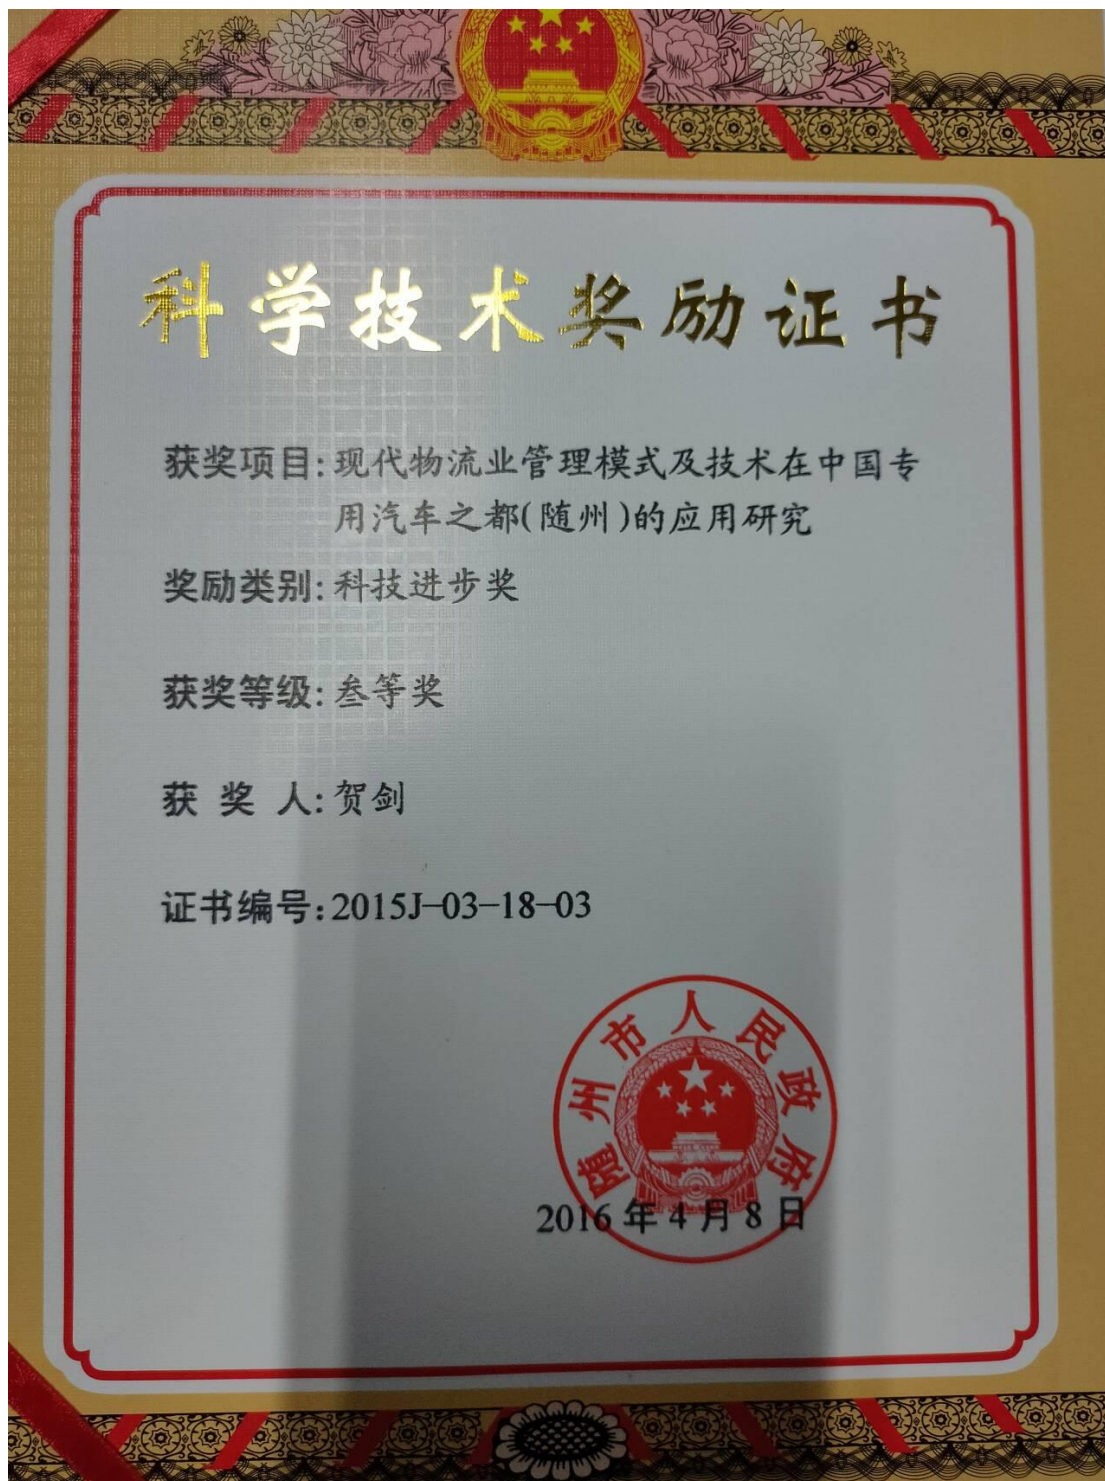 科学技术奖励证书
获奖项目:现代物流业管理模式及技术在中国专
用汽车之都(随州)的应用研究
奖励类别:科技进步奖
获奖等级:叁等奖
获 奖 人:贺剑
证书编号:2015J-03-18-03
随州市人民政府
2016年4月8日